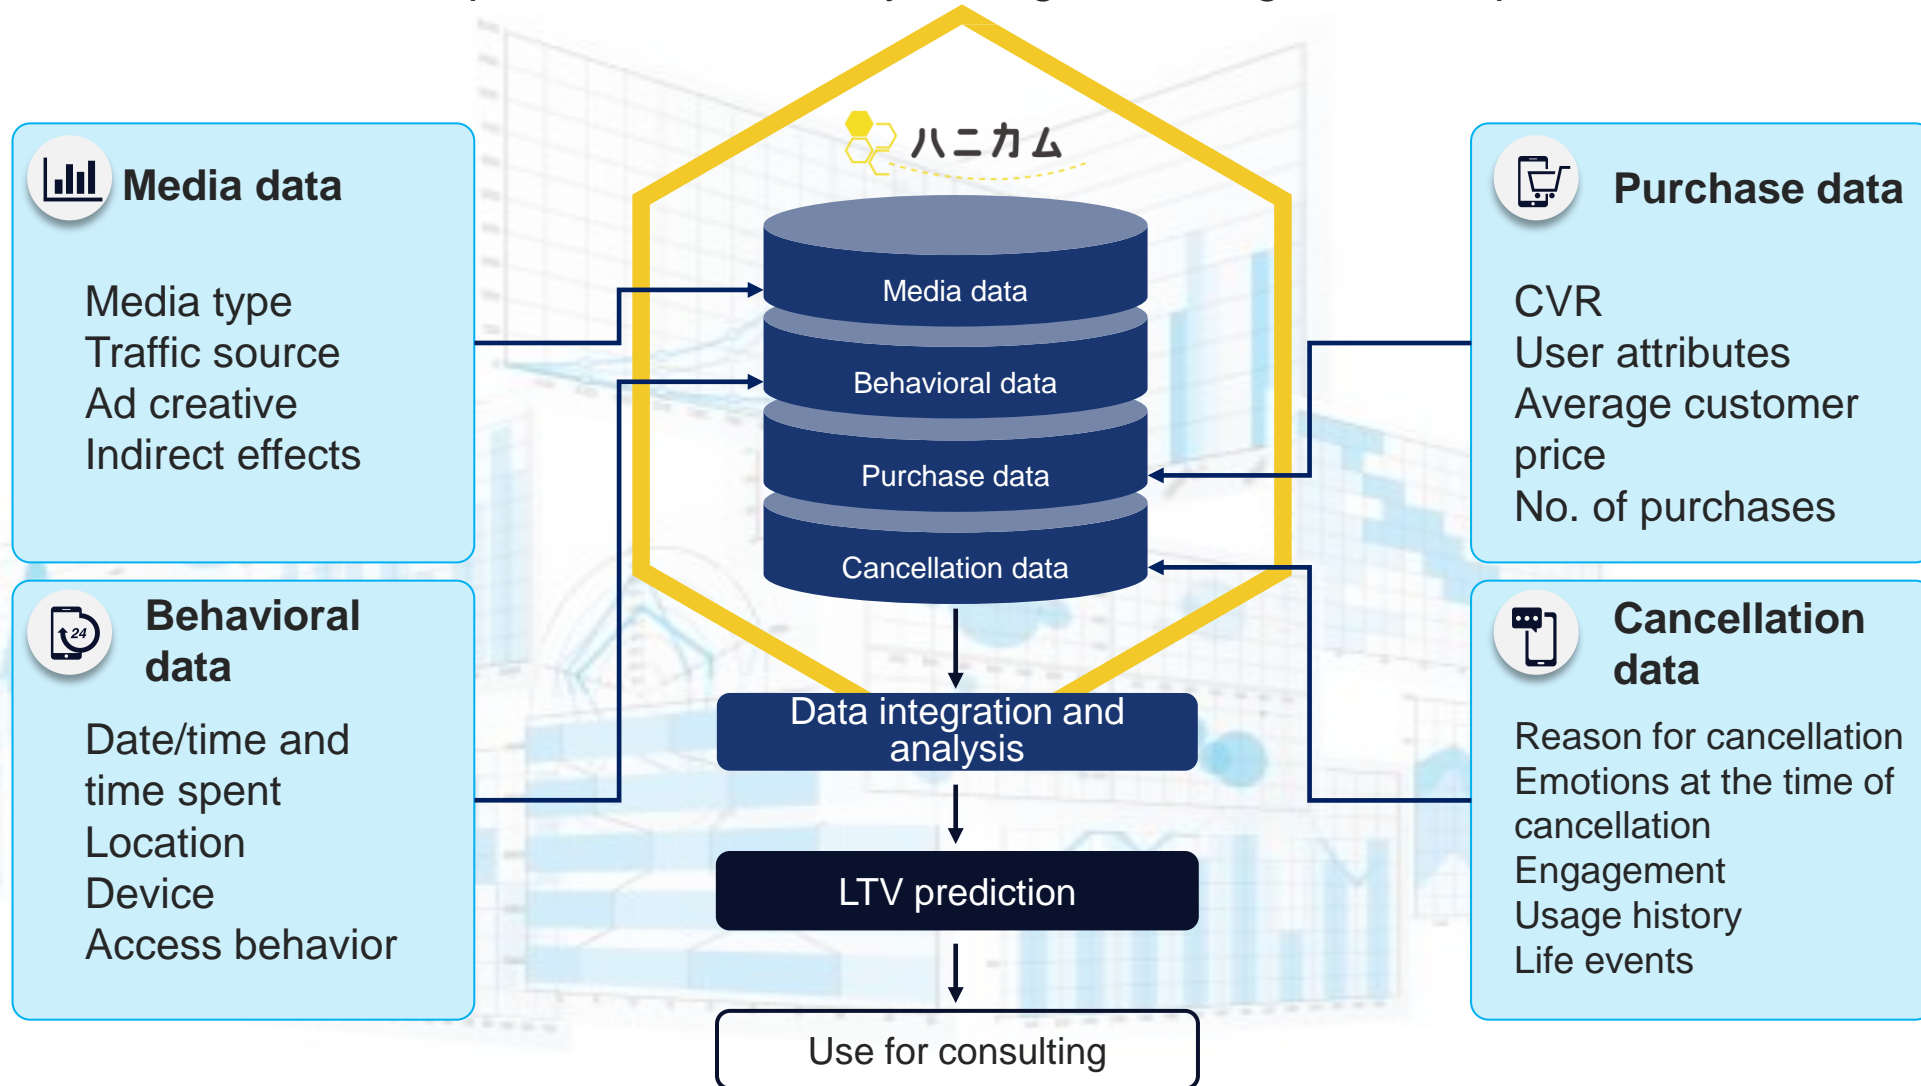 ハニカム
Media data
Media type
Traffic source
Ad creative
Indirect effects
Behavioral
data
24
Date/time and
time spent
Location
Device
Access behavior
Media data
Behavioral data
Purchase data
Cancellation data
Data integration and
analysis
LTV prediction
Use for consulting
Purchase data
CVR
User attributes
Average customer
price
No. of purchases
Cancellation
data
Reason for cancellation
Emotions at the time of
cancellation
Engagement
Usage history
Life events